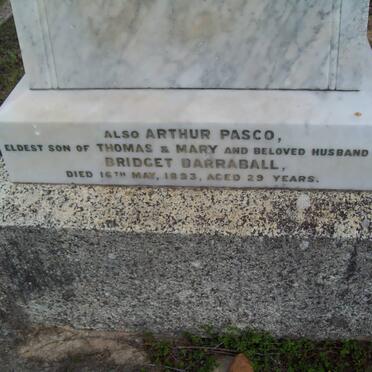 ALSO ARTHUR PASCO,
ELDEST SON OF THOMAS & MARY AND BELOVED HUSBAND
BRIDGET BARRABALL,
DIED 16TH MAY, 1893, AGED 29 YEARS.